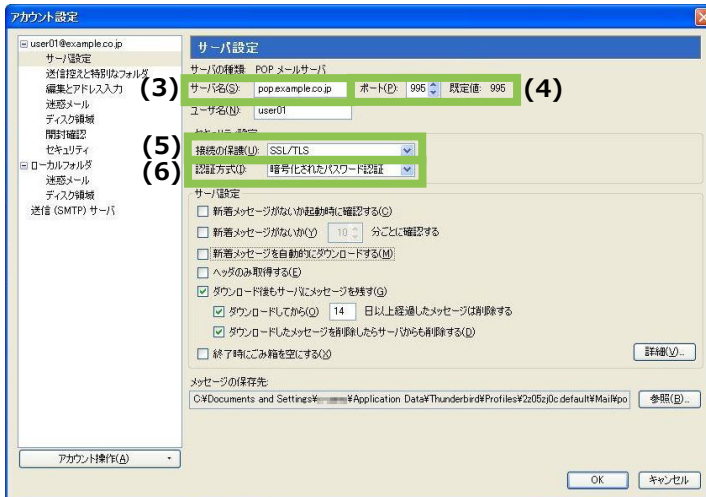 アカウント設定
user01@example.co.jp
サーバ設定
送信控えと特別なフォルダ
編集とアドレス入力
迷惑メール
ディスク領域
開封確認
セキュリティ
ローカルフォルダ
迷惑メール
ディスク領域
送信 (SMTP) サーバ
アカウント操作(A)
サーバ設定
サーバの種類: POP メールサーバ
(3) サーバ名(S): pop.example.co.jp ポート(P): 995 既定値: 995 (4)
ユーザ名(N): user01
セキュリティ設定
(5) 接続の保護(U): SSL/TLS
(6) 認証方式(I): 暗号化されたパスワード認証
サーバ設定
新着メッセージがないか起動時に確認する(C)
新着メッセージがないか(Y) 10 分ごとに確認する
新着メッセージを自動的にダウンロードする(M)
ヘッダのみ取得する(E)
ダウンロード後もサーバにメッセージを残す(G)
ダウンロードしてから(O) 14 日以上経過したメッセージは削除する
ダウンロードしたメッセージを削除したらサーバからも削除する(D)
終了時にごみ箱を空にする(X)
詳細(V)...
メッセージの保存先:
C:¥Documents and Settings¥ ¥Application Data¥Thunderbird¥Profiles¥2z05zj0c.default¥Mail¥po
参照(B)...
OK キャンセル